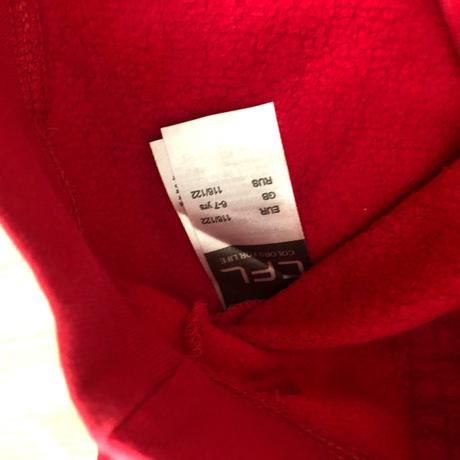 CFL
COLORS FOR LIFE
EUR 116/122
GB 6-7 yrs
RUS 116/122